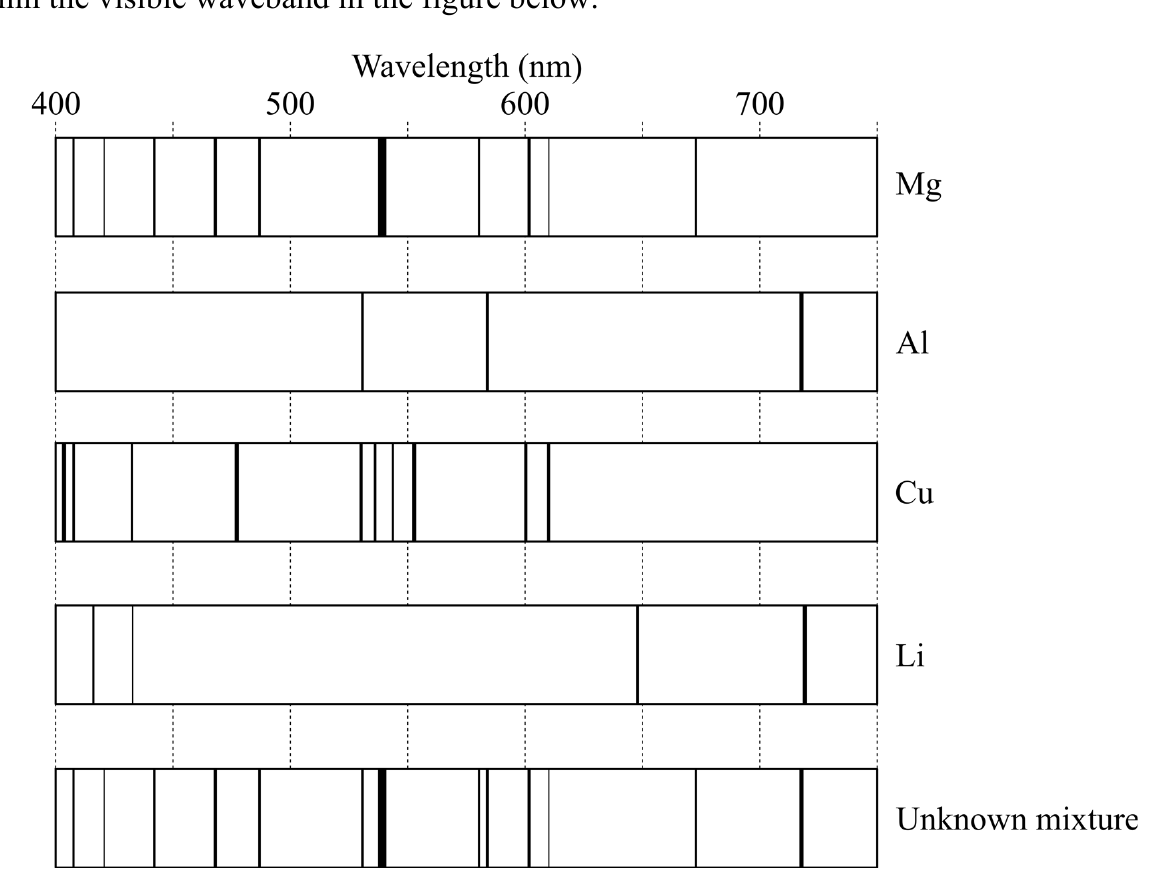 the visible waveband in the figure below.
Wavelength (nm)
400 500 600 700
Mg
Al
Cu
Li
Unknown mixture